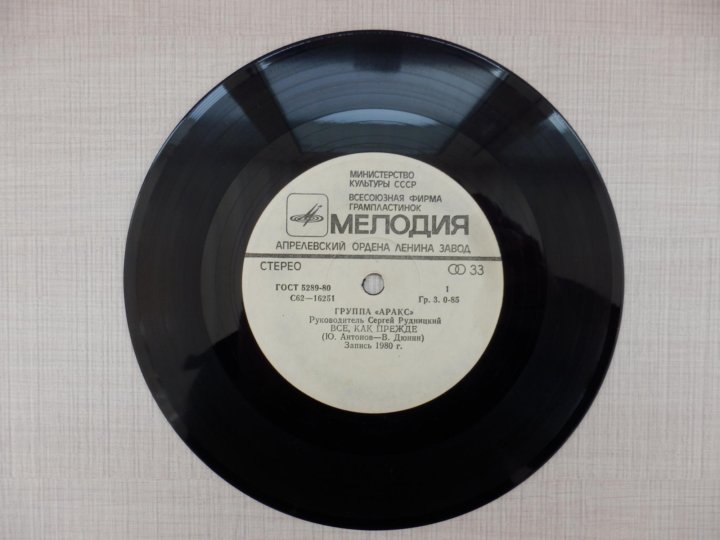 МИНИСТЕРСТВО
КУЛЬТУРЫ СССР
ВСЕСОЮЗНАЯ ФИРМА
ГРАМПЛАСТИНОК
МЕЛОДИЯ
АПРЕЛЕВСКИЙ ОРДЕНА ЛЕНИНА ЗАВОД
СТЕРЕО 33
ГОСТ 5289-80 1
С62—16251 Гр. 3. 0-85
ГРУППА «АРАКС»
Руководитель Сергей Рудницкий
ВСЕ, КАК ПРЕЖДЕ
(Ю. Антонов—В. Дюнин)
Запись 1980 г.